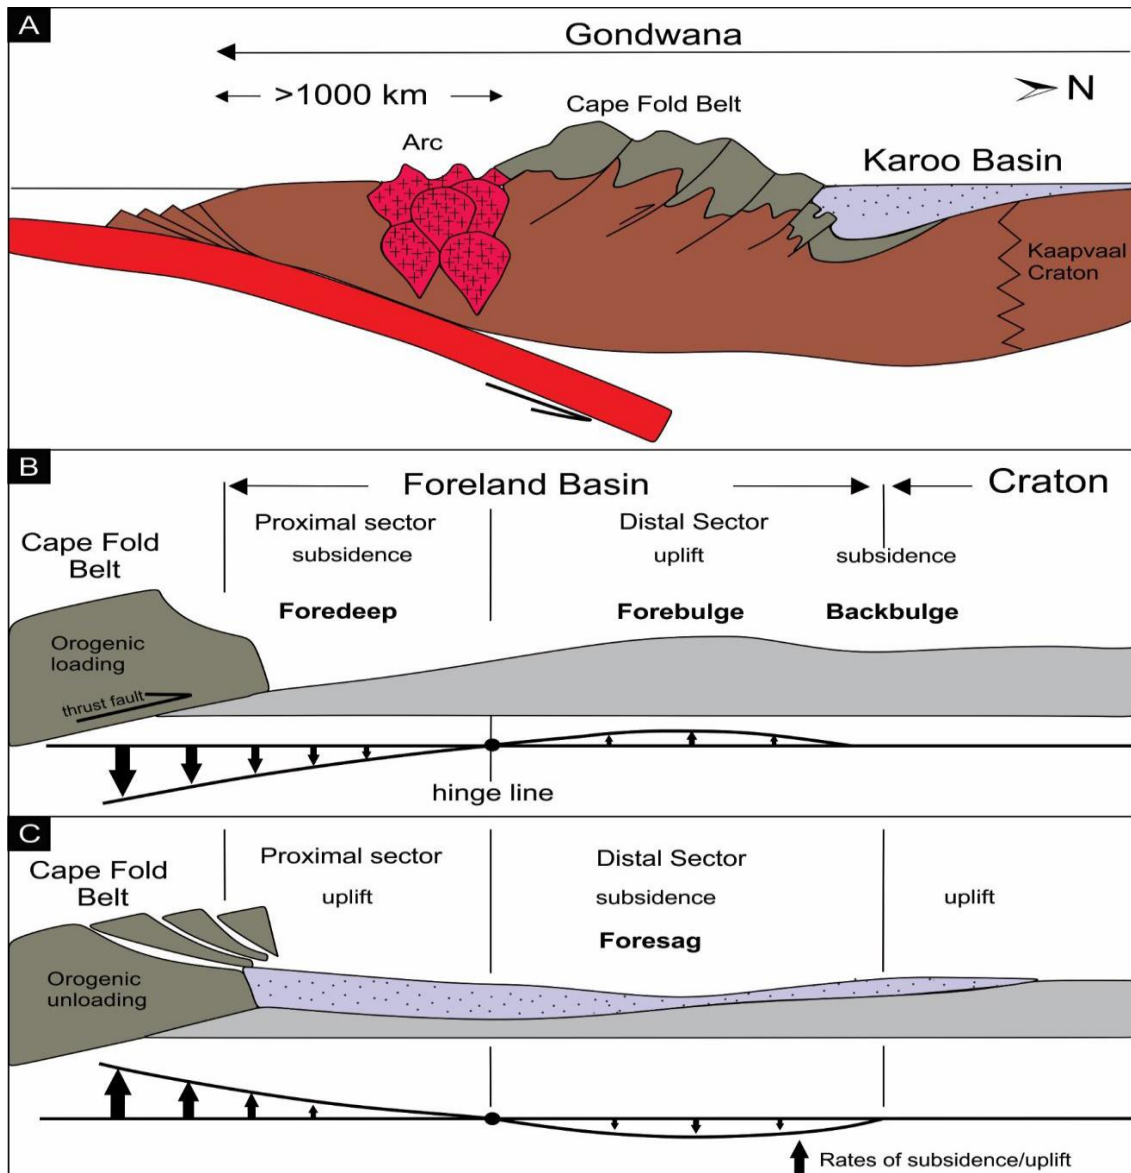 A
Gondwana
>1000 km
N
Cape Fold Belt
Arc
Karoo Basin
Kaapvaal
Craton
B
Foreland Basin
Craton
Proximal sector
subsidence
Distal Sector
uplift
subsidence
Cape Fold
Belt
Foredeep
Forebulge
Backbulge
Orogenic
loading
thrust fault
hinge line
C
Cape Fold
Belt
Proximal sector
uplift
Distal Sector
subsidence
uplift
Foresag
Orogenic
unloading
Rates of subsidence/uplift